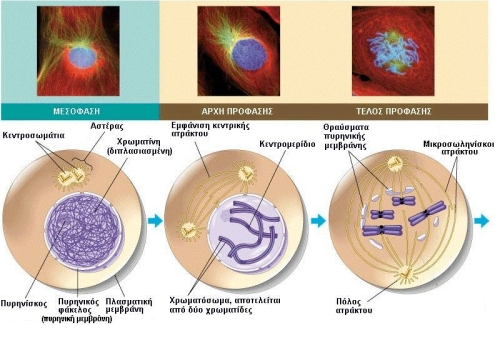 ΜΕΣΟΦΑΣΗ
ΑΡΧΗ ΠΡΟΦΑΣΗΣ
ΤΕΛΟΣ ΠΡΟΦΑΣΗΣ
Κεντροσωμάτια
Αστέρας
Χρωματίνη
(διπλασιασμένη)
Πυρηνίσκος
Πυρηνικός
φάκελος
(πυρηνική μεμβράνη)
Πλασματική
μεμβράνη
Εμφάνιση κεντρικής
ατράκτου
Κεντρομερίδιο
Χρωματόσωμα, αποτελείται
από δύο χρωματίδες
Θραύσματα
πυρηνικής
μεμβράνης
Μικροσωληνίσκοι
ατράκτου
Πόλος
ατράκτου